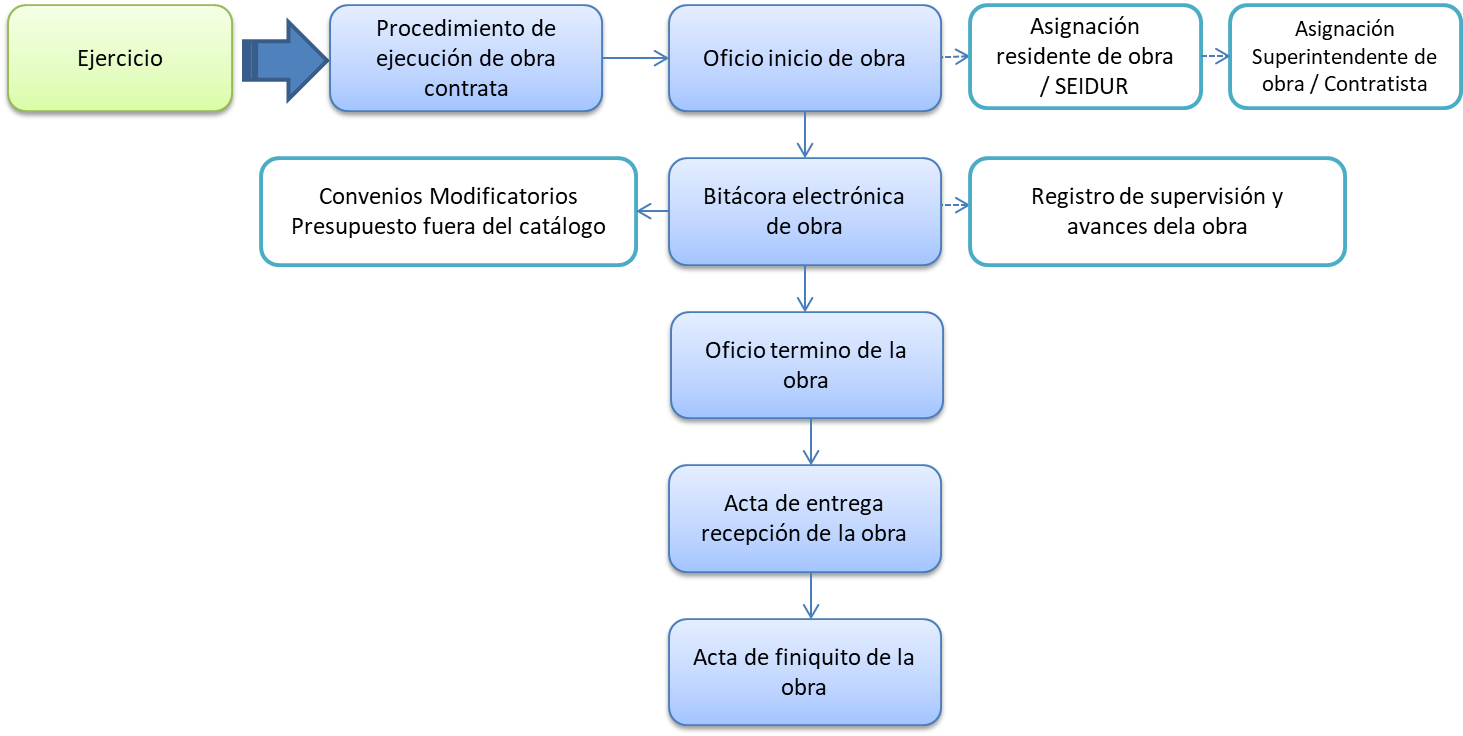 Ejercicio
Procedimiento de
ejecución de obra
contrata
Oficio inicio de obra
Asignación
residente de obra
/ SEIDUR
Asignación
Superintendente de
obra / Contratista
Convenios Modificatorios
Presupuesto fuera del catálogo
Bitácora electrónica
de obra
Registro de supervisión y
avances dela obra
Oficio termino de la
obra
Acta de entrega
recepción de la obra
Acta de finiquito de la
obra